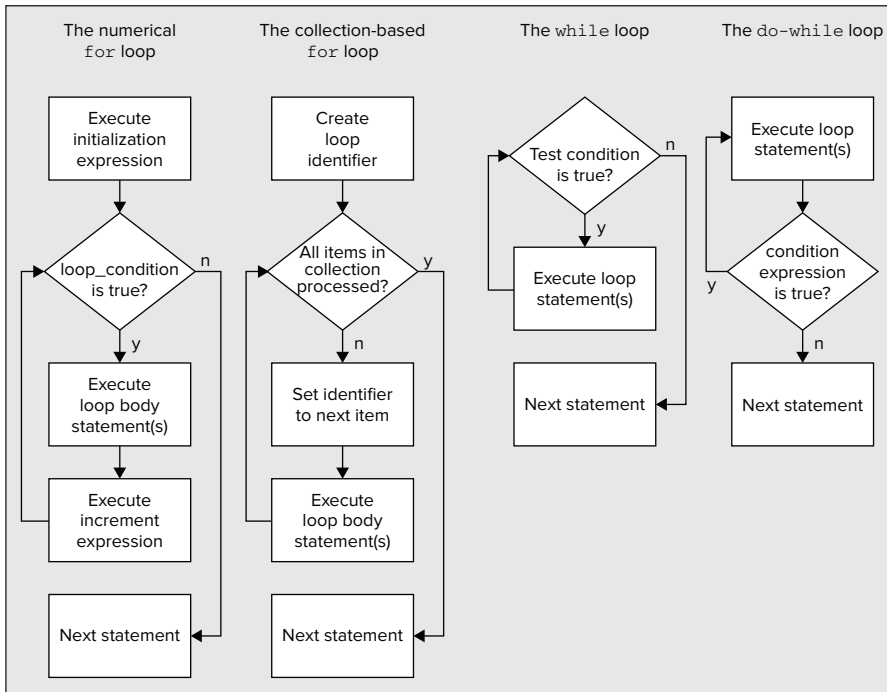 The numerical
for loop
Execute
initialization
expression
loop_condition
is true?
n
y
Execute
loop body
statement(s)
Execute
increment
expression
Next statement
The collection-based
for loop
Create
loop
identifier
All items in
collection
processed?
y
n
Set identifier
to next item
Execute
loop body
statement(s)
Next statement
The while loop
Test condition
is true?
n
y
Execute loop
statement(s)
Next statement
The do-while loop
Execute loop
statement(s)
condition
expression
is true?
y
n
Next statement